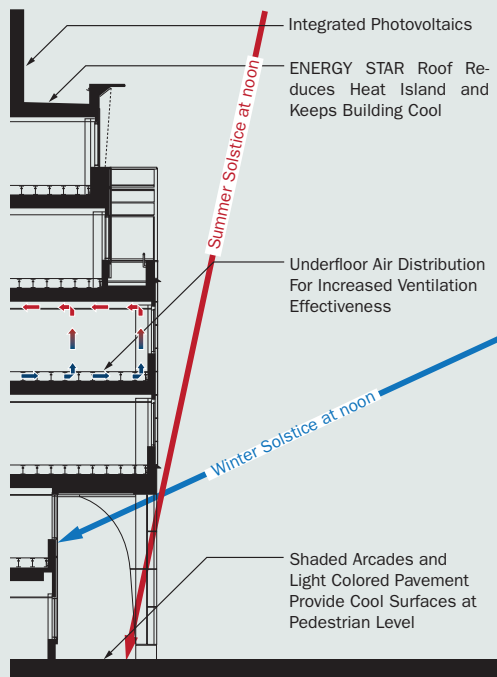 Integrated Photovoltaics
ENERGY STAR Roof Re-
duces Heat Island and
Keeps Building Cool
Summer Solstice at noon
Underfloor Air Distribution
For Increased Ventilation
Effectiveness
Winter Solstice at noon
Shaded Arcades and
Light Colored Pavement
Provide Cool Surfaces at
Pedestrian Level